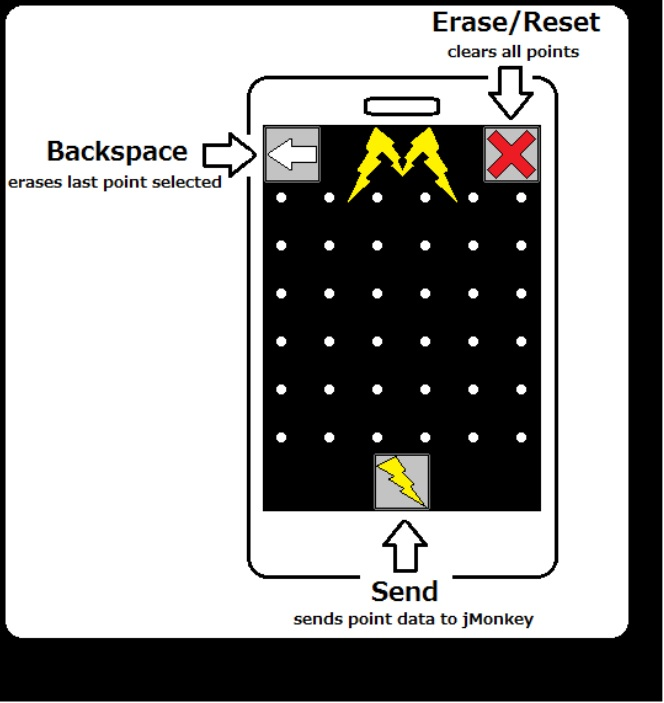 Erase/Reset
clears all points
Backspace
erases last point selected
Send
sends point data to jMonkey